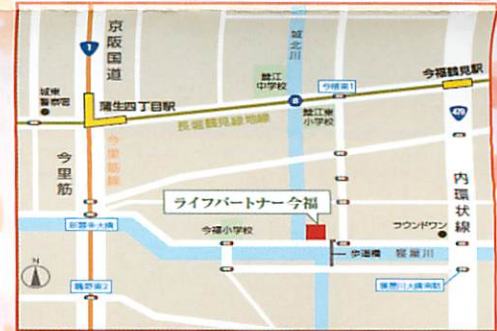 京阪国道
1
城北川
城東
警察署
蒲生四丁目駅
鯰江
中学校
今福東1
今福鶴見駅
鯰江東
小学校
479
長堀鶴見緑地線
今里筋
今里筋線
内環状線
ライフパートナー今福
今福小学校
ラウンドワン
歩道橋
寝屋川
鴫野東2
N